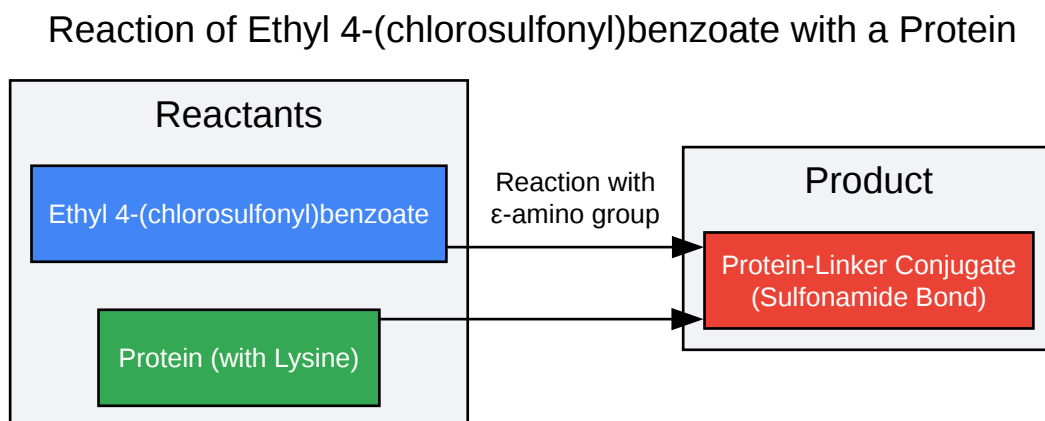 Reaction of Ethyl 4-(chlorosulfonyl)benzoate with a Protein
Reactants
Ethyl 4-(chlorosulfonyl)benzoate
Protein (with Lysine)
Reaction with
ε-amino group
Product
Protein-Linker Conjugate
(Sulfonamide Bond)